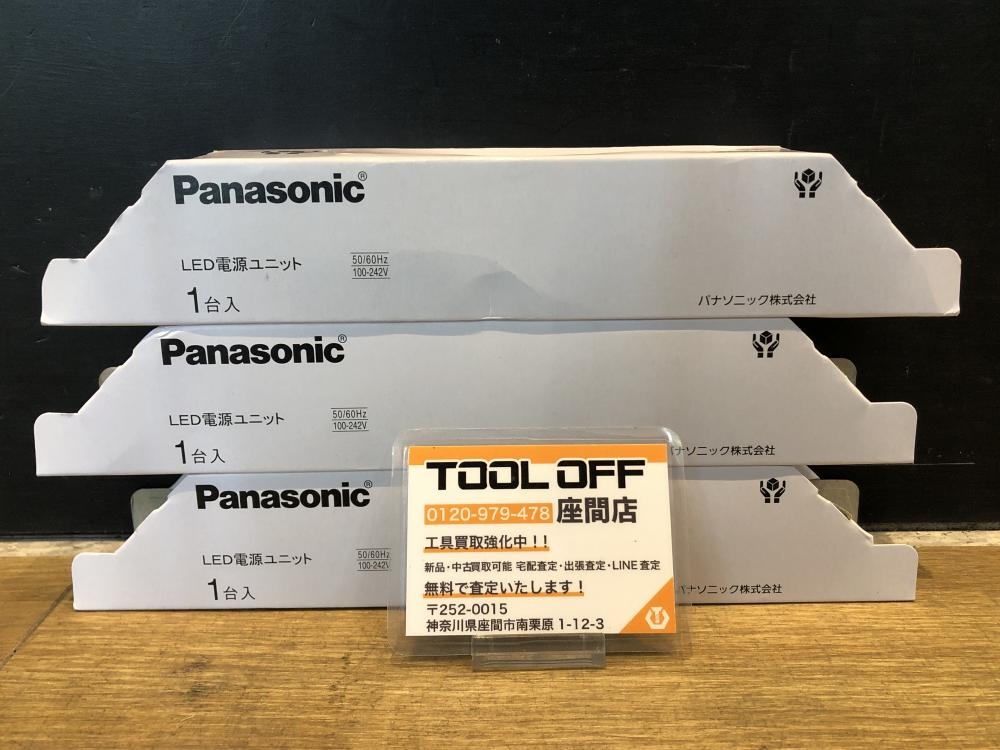 Panasonic®
LED電源ユニット 50/60Hz 100-242V
1台入
パナソニック株式会社
Panasonic®
LED電源ユニット 50/60Hz 100-242V
1台入
パナソニック株式会社
Panasonic®
LED電源ユニット 50/60Hz 100-242V
1台入
パナソニック株式会社
TOOL OFF
0120-979-478 座間店
工具買取強化中!!
新品・中古買取可能 宅配査定・出張査定・LINE査定
無料で査定いたします!
〒252-0015
神奈川県座間市南栗原 1-12-3